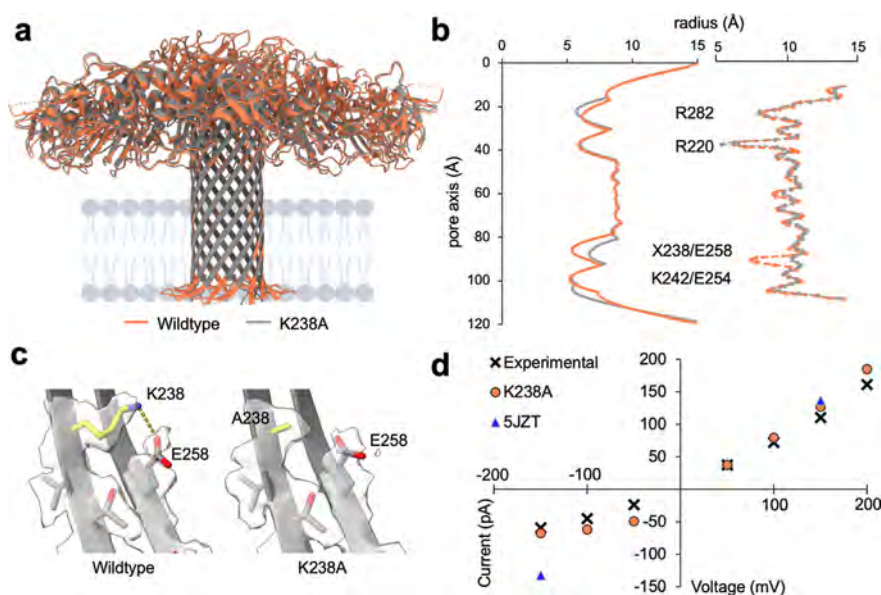 a
Wildtype K238A
b
radius (Å)
0 5 10 15 5 10 15
pore axis (Å)
0
20
40
60
80
100
120
R282
R220
X238/E258
K242/E254
c
K238
E258
Wildtype
A238
E258
K238A
d
Experimental
K238A
5JZT
200
150
100
50
-200 -100 100 200
-50
-100
-150
Current (pA)
Voltage (mV)